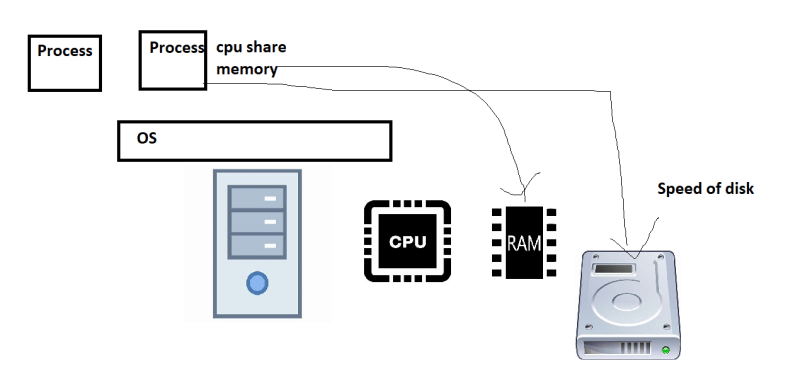 Process
Process cpu share
memory
OS
Speed of disk
CPU
RAM